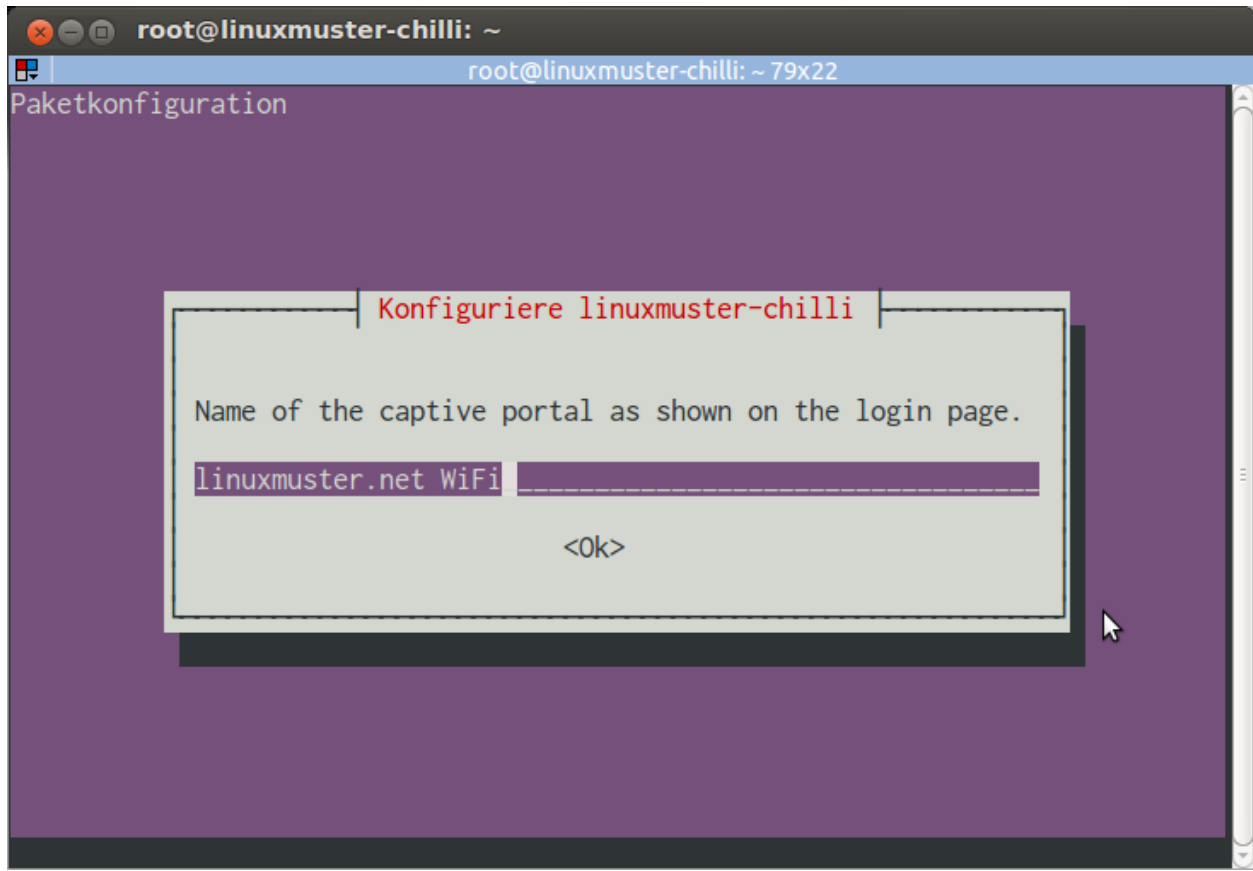 root@linuxmuster-chilli: ~
root@linuxmuster-chilli: ~ 79x22
Paketkonfiguration
Konfiguriere linuxmuster-chilli
Name of the captive portal as shown on the login page.
linuxmuster.net WiFi
<Ok>